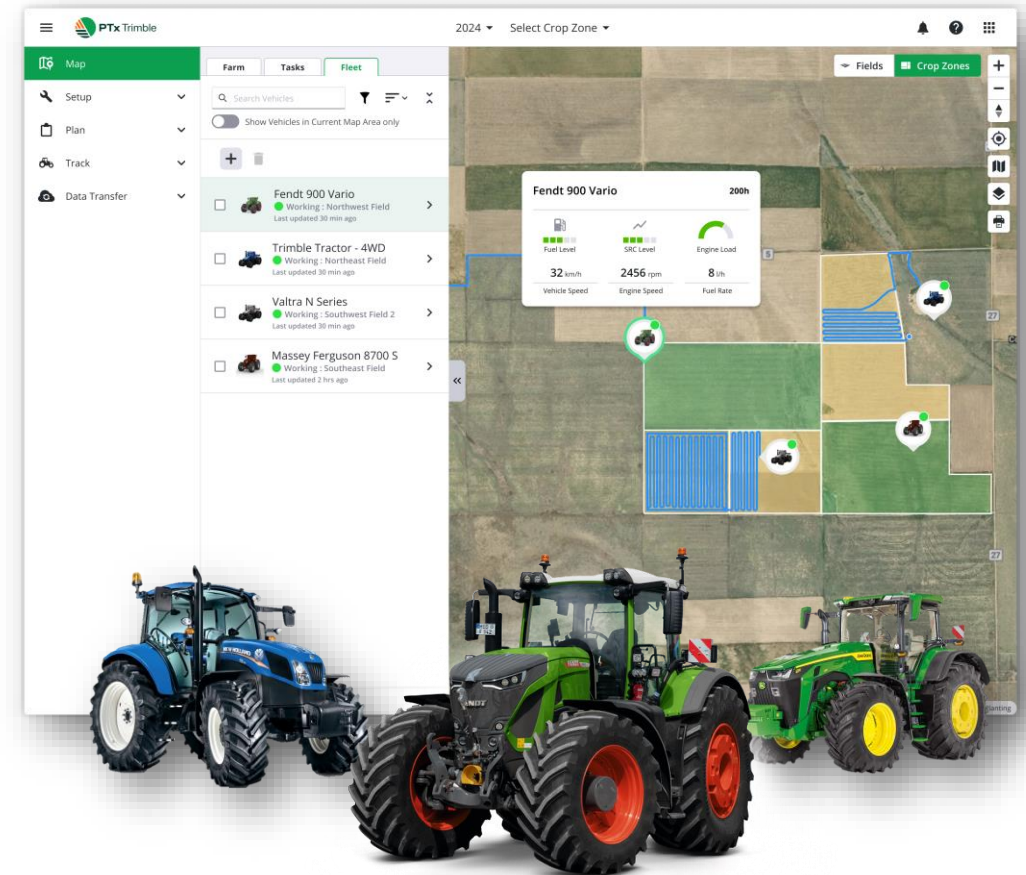 PTx Trimble
2024
Select Crop Zone
Map
Setup
Plan
Track
Data Transfer
Farm
Tasks
Fleet
Search Vehicles
Show Vehicles in Current Map Area only
Fendt 900 Vario
Working : Northwest Field
Last updated 30 min ago
Trimble Tractor - 4WD
Working : Northeast Field
Last updated 30 min ago
Valtra N Series
Working : Southwest Field 2
Last updated 30 min ago
Massey Ferguson 8700 S
Working : Southeast Field
Last updated 2 hrs ago
Fields
Crop Zones
Fendt 900 Vario
200h
Fuel Level
SRC Level
Engine Load
32 km/h
2456 rpm
8 l/h
Vehicle Speed
Engine Speed
Fuel Rate
5
27
27
NEW HOLLAND
FENDT
JOHN DEERE